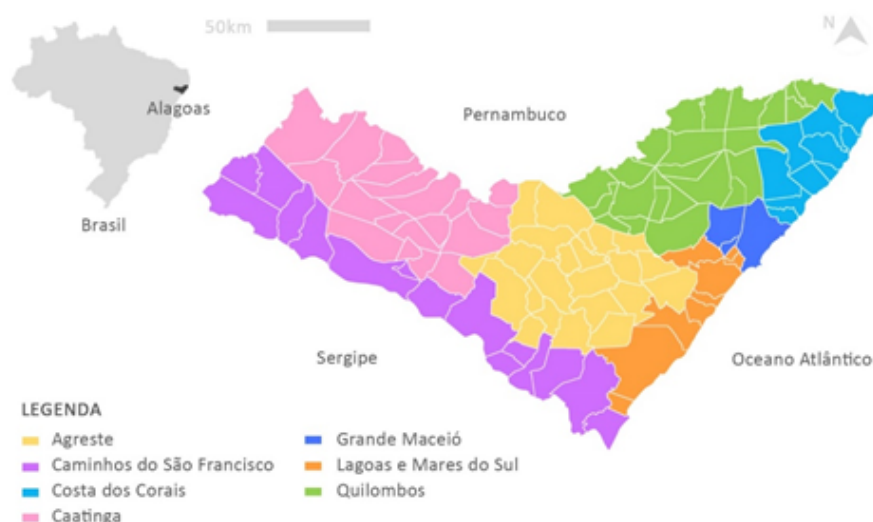 50km
N
Alagoas
Pernambuco
Brasil
Sergipe
Oceano Atlântico
LEGENDA
Agreste
Caminhos do São Francisco
Costa dos Corais
Caatinga
Grande Maceió
Lagoas e Mares do Sul
Quilombos